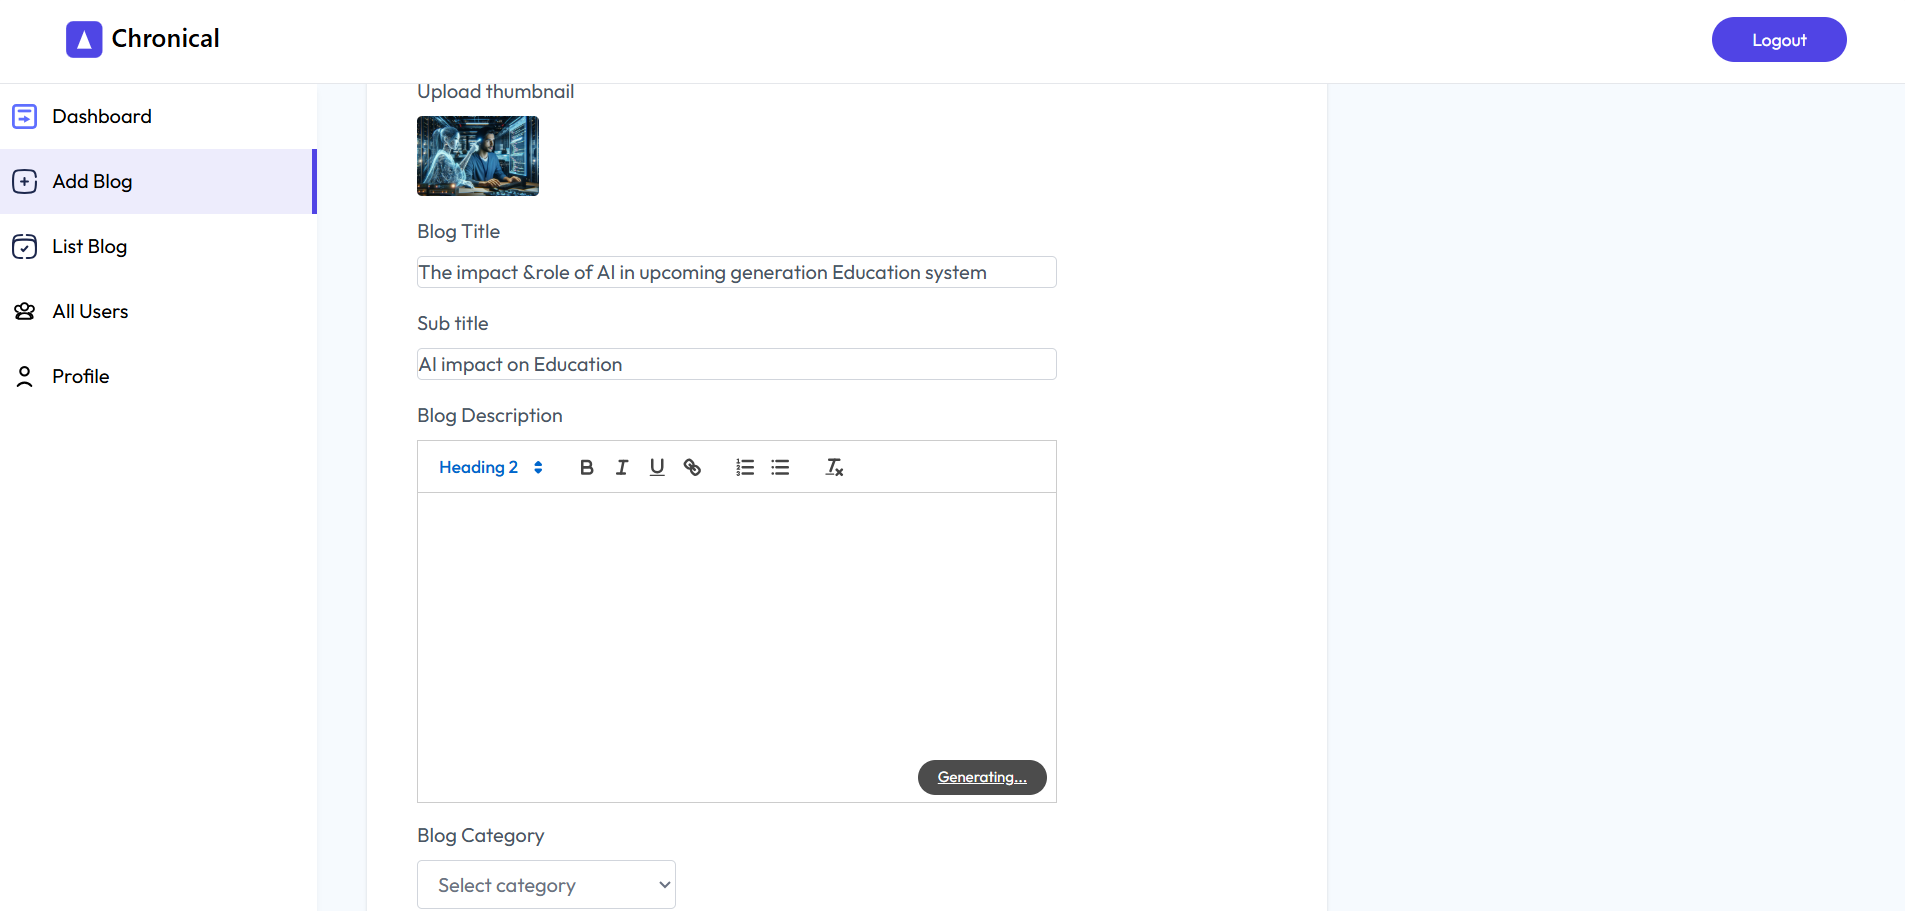 Chronical
Logout
Dashboard
Add Blog
List Blog
All Users
Profile
Upload thumbnail
Blog Title
The impact &role of AI in upcoming generation Education system
Sub title
AI impact on Education
Blog Description
Heading 2
Generating...
Blog Category
Select category